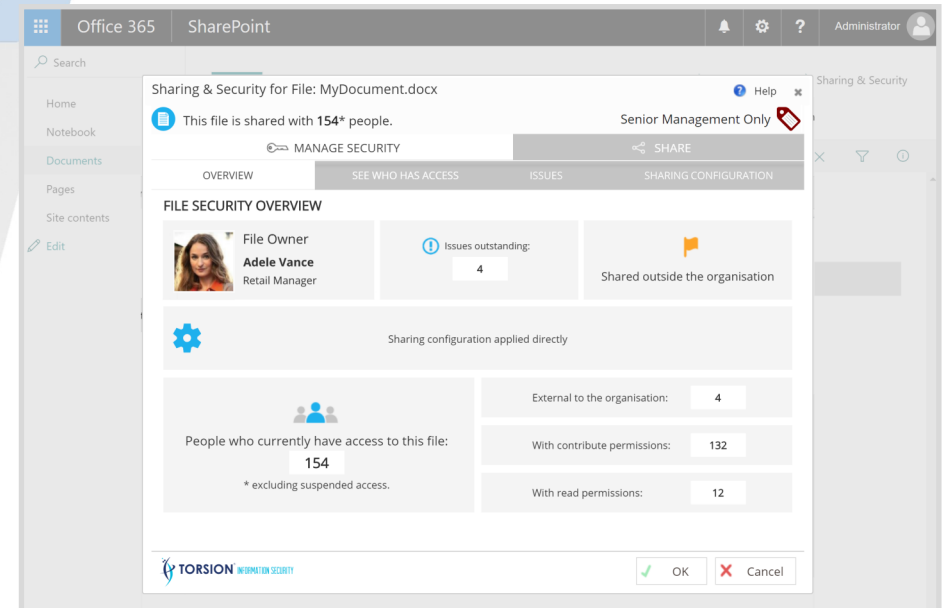 Office 365
SharePoint
?
Administrator
Search
Sharing & Security
Home
Notebook
Documents
Pages
Site contents
Edit
Sharing & Security for File: MyDocument.docx
? Help
This file is shared with 154* people.
Senior Management Only
MANAGE SECURITY
SHARE
OVERVIEW
SEE WHO HAS ACCESS
ISSUES
SHARING CONFIGURATION
FILE SECURITY OVERVIEW
File Owner
Adele Vance
Retail Manager
Issues outstanding:
4
Shared outside the organisation
Sharing configuration applied directly
People who currently have access to this file:
154
* excluding suspended access.
External to the organisation: 4
With contribute permissions: 132
With read permissions: 12
TORSION INFORMATION SECURITY
OK
Cancel